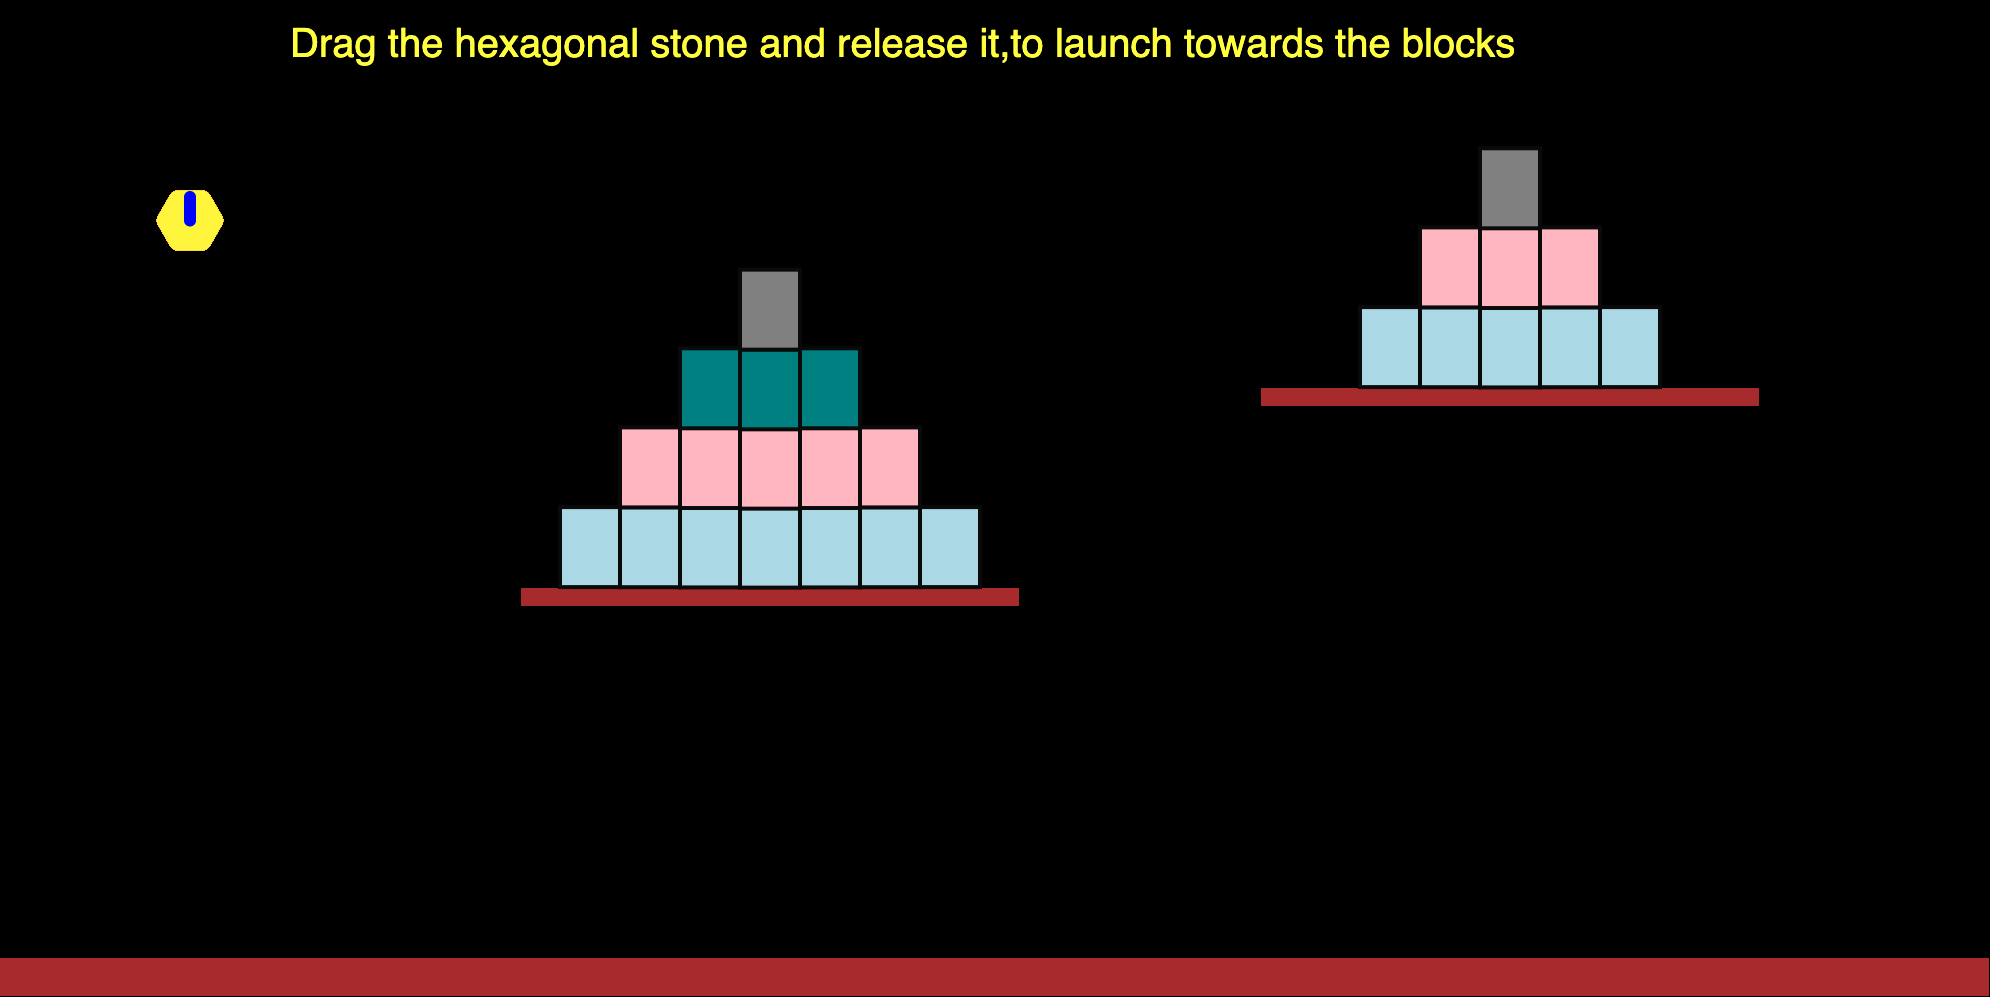 Drag the hexagonal stone and release it,to launch towards the blocks